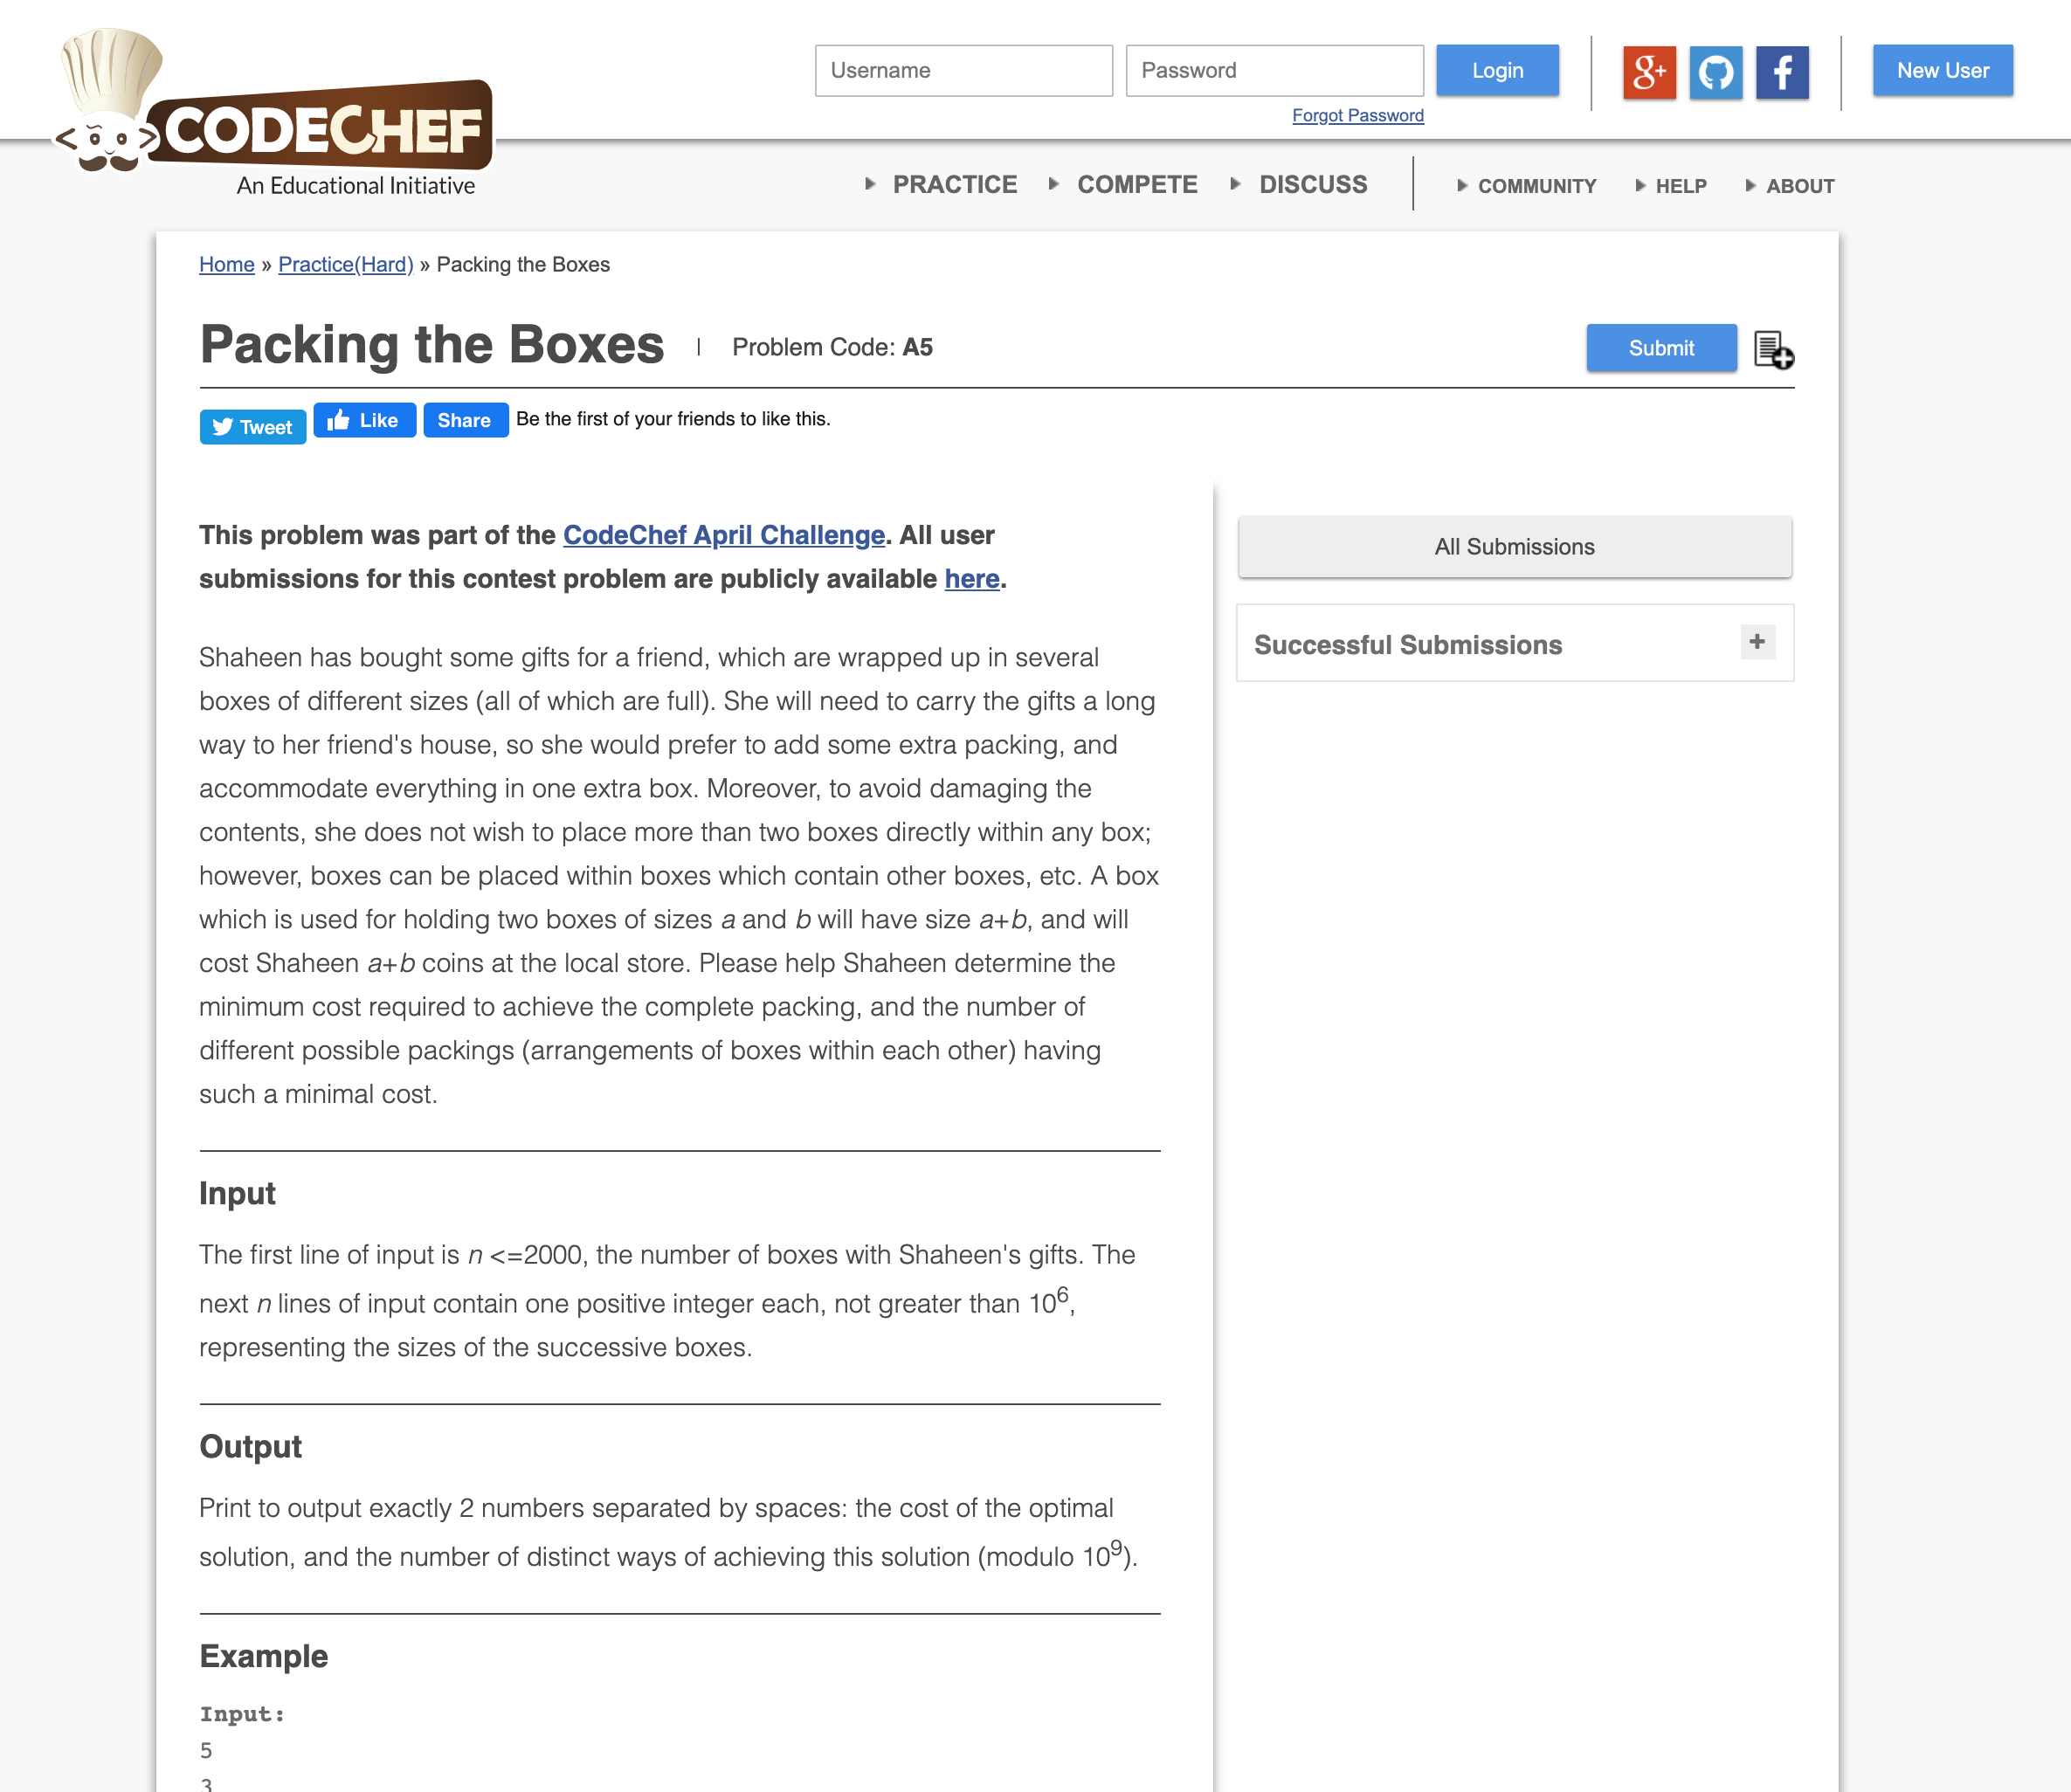 Username
Password
Login
g+
f
New User
Forgot Password
<••> CODECHEF
An Educational Initiative
PRACTICE
COMPETE
DISCUSS
COMMUNITY
HELP
ABOUT
Home » Practice(Hard) » Packing the Boxes
Packing the Boxes | Problem Code: A5
Submit
Tweet Like Share Be the first of your friends to like this.
This problem was part of the CodeChef April Challenge. All user
submissions for this contest problem are publicly available here.
Shaheen has bought some gifts for a friend, which are wrapped up in several
boxes of different sizes (all of which are full). She will need to carry the gifts a long
way to her friend's house, so she would prefer to add some extra packing, and
accommodate everything in one extra box. Moreover, to avoid damaging the
contents, she does not wish to place more than two boxes directly within any box;
however, boxes can be placed within boxes which contain other boxes, etc. A box
which is used for holding two boxes of sizes a and b will have size a+b, and will
cost Shaheen a+b coins at the local store. Please help Shaheen determine the
minimum cost required to achieve the complete packing, and the number of
different possible packings (arrangements of boxes within each other) having
such a minimal cost.
Input
The first line of input is n <=2000, the number of boxes with Shaheen's gifts. The
next n lines of input contain one positive integer each, not greater than 10⁶,
representing the sizes of the successive boxes.
Output
Print to output exactly 2 numbers separated by spaces: the cost of the optimal
solution, and the number of distinct ways of achieving this solution (modulo 10⁹).
Example
Input:
5
3
All Submissions
Successful Submissions
+